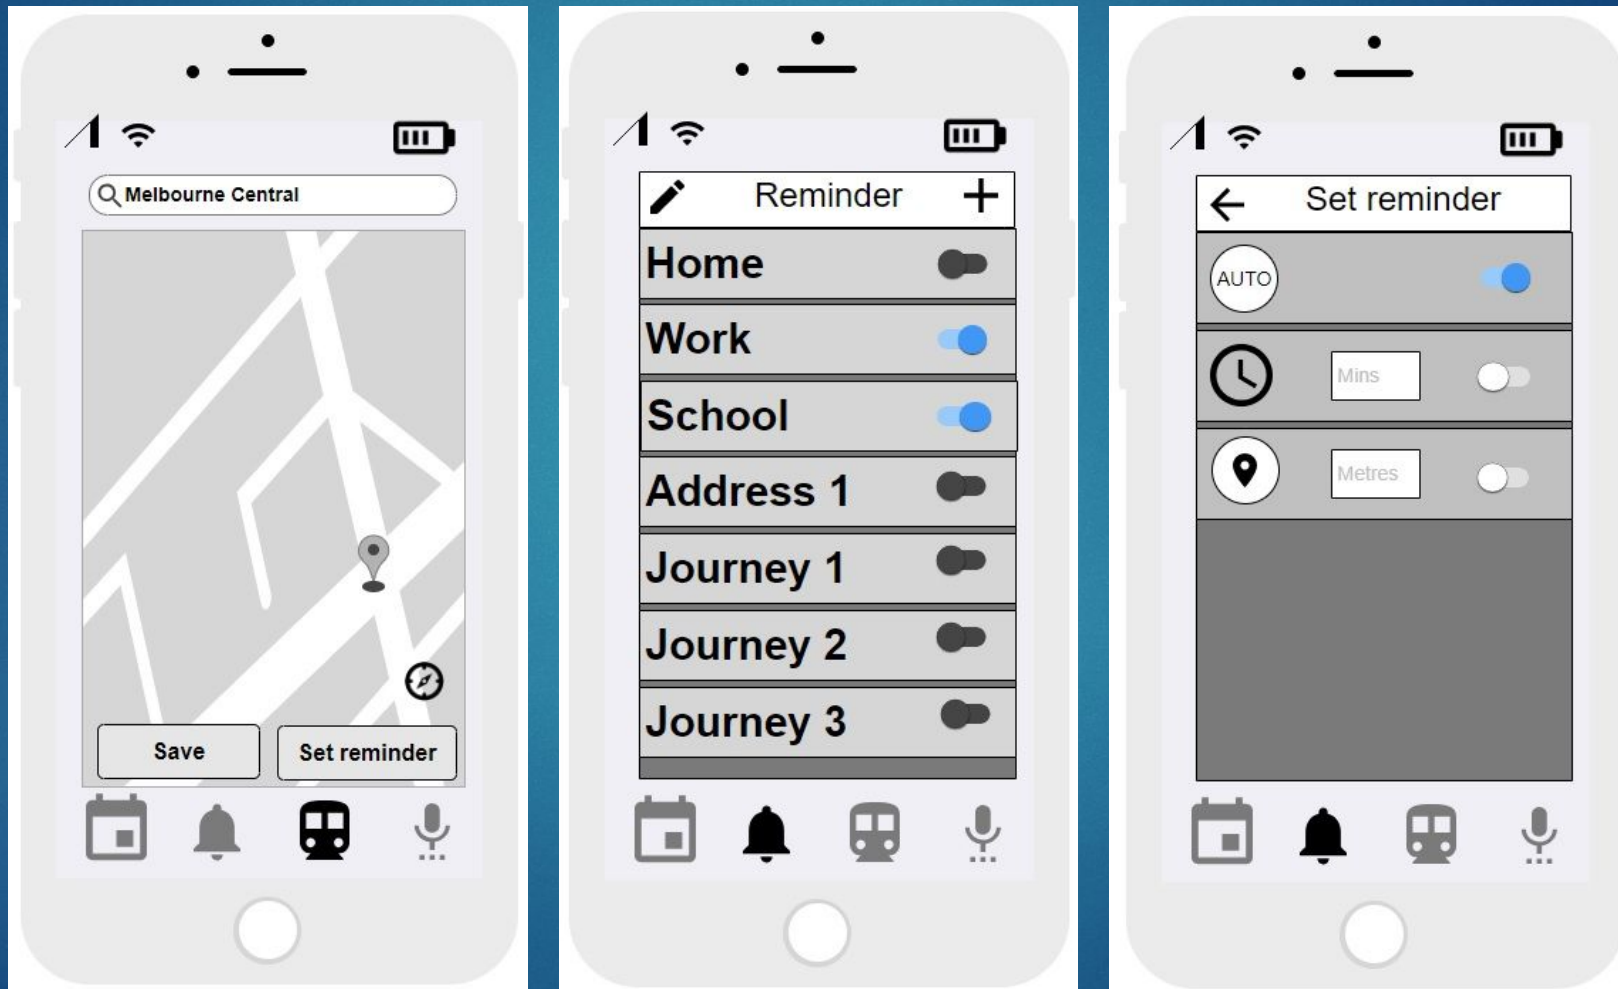 Melbourne Central
Save
Set reminder
Reminder
Home
Work
School
Address 1
Journey 1
Journey 2
Journey 3
Set reminder
AUTO
Mins
Metres